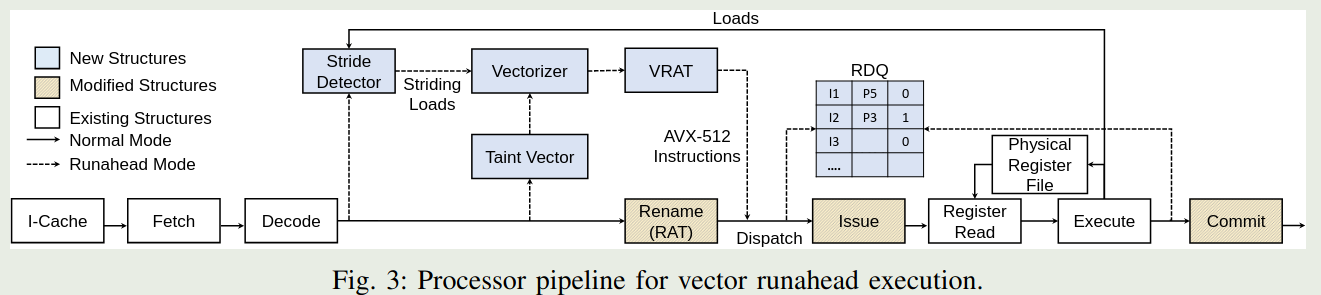 Loads
New Structures
Modified Structures
Existing Structures
Normal Mode
Runahead Mode
Stride
Detector
Striding
Loads
Vectorizer
VRAT
Taint Vector
AVX-512
Instructions
RDQ
I1 P5 0
I2 P3 1
I3 0
....
Physical
Register
File
I-Cache
Fetch
Decode
Rename
(RAT)
Dispatch
Issue
Register
Read
Execute
Commit
Fig. 3: Processor pipeline for vector runahead execution.